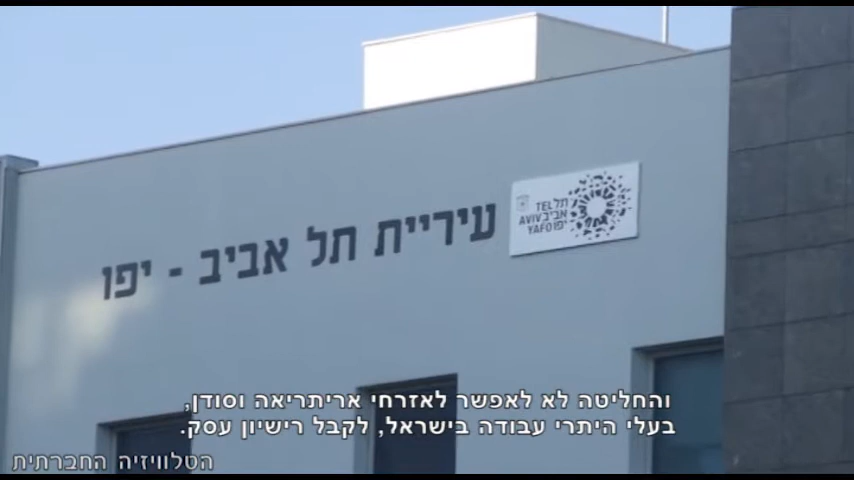 עיריית תל אביב - יפו
תל TEL
אביב AVIV
יפו YAFO
והחליטה לא לאפשר לאזרחי אריתריאה וסודן,
בעלי היתרי עבודה בישראל, לקבל רישיון עסק.
הטלוויזיה החברתית